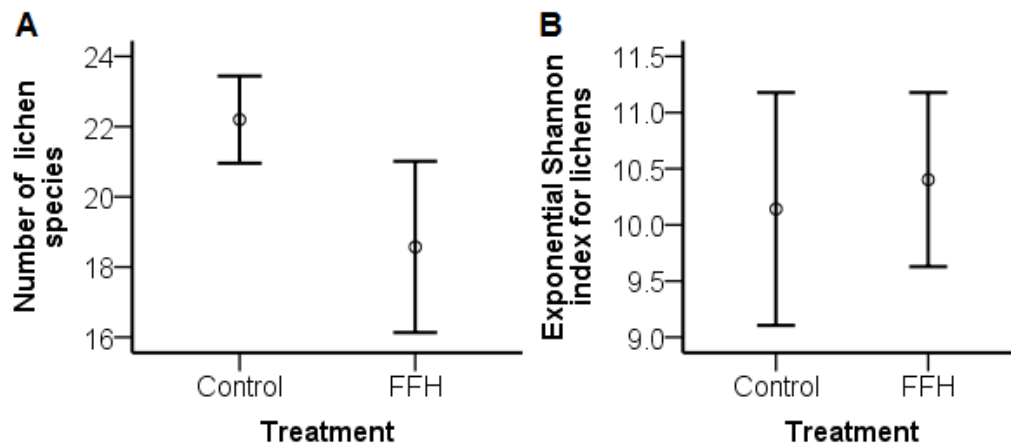 A
Number of lichen
species
24
22
20
18
16
Control
FFH
Treatment
B
Exponential Shannon
index for lichens
11.5
11.0
10.5
10.0
9.5
9.0
Control
FFH
Treatment